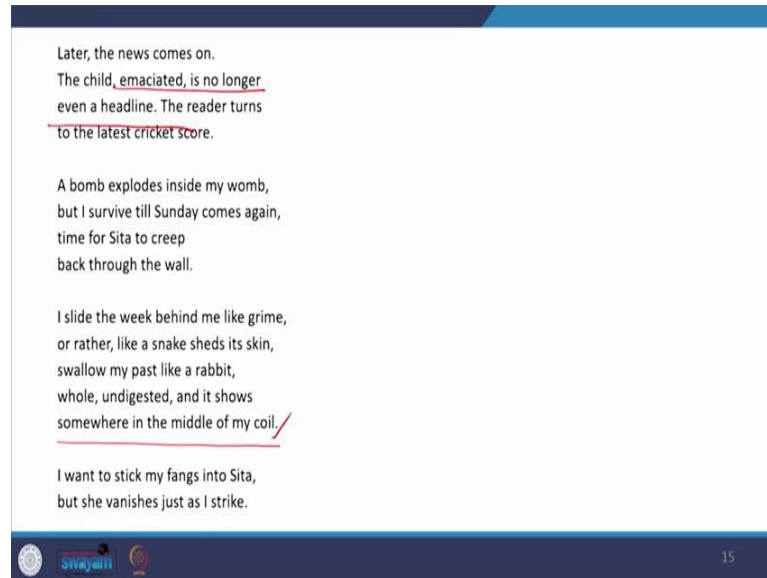 Later, the news comes on.
The child, emaciated, is no longer
even a headline. The reader turns
to the latest cricket score.
A bomb explodes inside my womb,
but I survive till Sunday comes again,
time for Sita to creep
back through the wall.
I slide the week behind me like grime,
or rather, like a snake sheds its skin,
swallow my past like a rabbit,
whole, undigested, and it shows
somewhere in the middle of my coil.
I want to stick my fangs into Sita,
but she vanishes just as I strike.
swayam
15